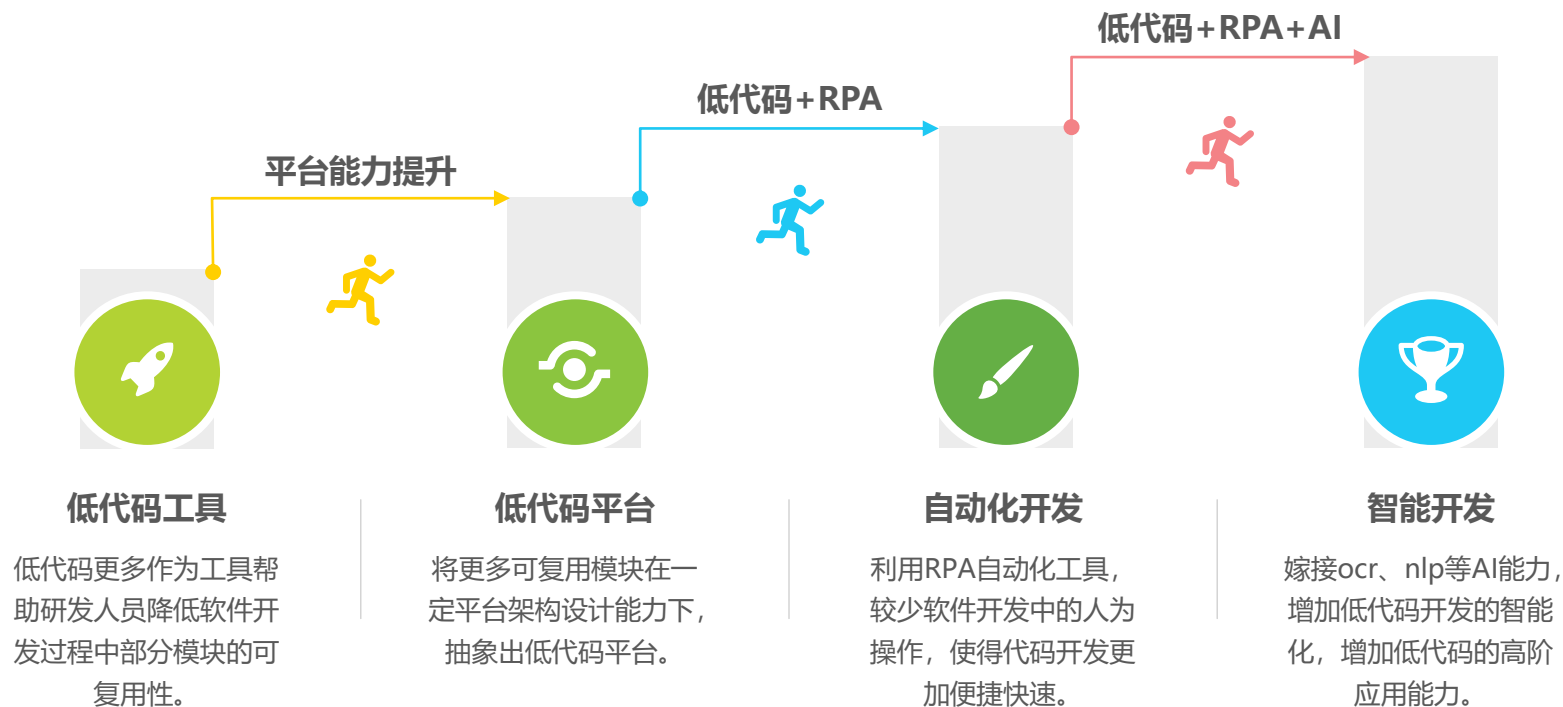 低代码+RPA+AI
低代码+RPA
平台能力提升
低代码工具
低代码更多作为工具帮
助研发人员降低软件开
发过程中部分模块的可
复用性。
低代码平台
将更多可复用模块在一
定平台架构设计能力下，
抽象出低代码平台。
自动化开发
利用RPA自动化工具，
较少软件开发中的人为
操作，使得代码开发更
加便捷快速。
智能开发
嫁接ocr、nlp等AI能力，
增加低代码开发的智能
化，增加低代码的高阶
应用能力。